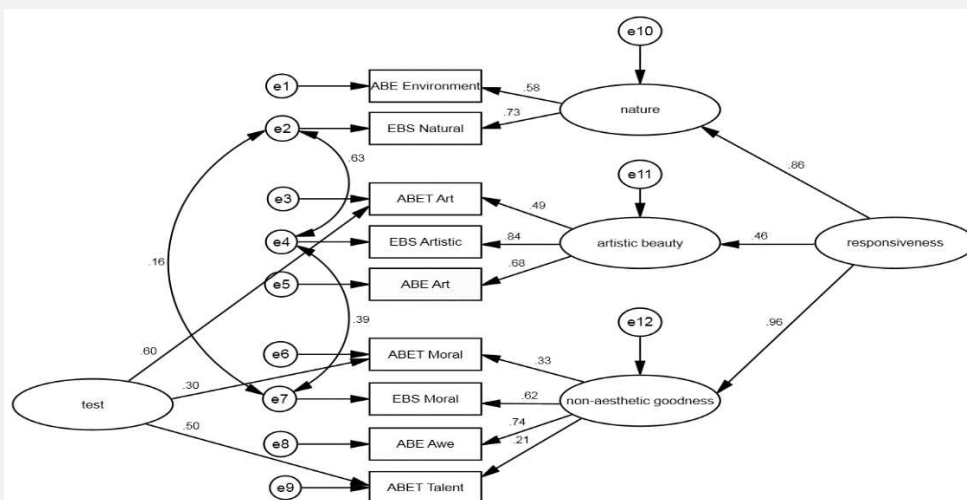 e10
e1
ABE Environment
.58
nature
.73
e2
EBS Natural
.63
.86
e11
e3
ABET Art
.49
e4
EBS Artistic
.84
artistic beauty
.46
responsiveness
.16
.68
e5
ABE Art
.39
e12
.96
e6
ABET Moral
.33
.60
.30
e7
EBS Moral
.62
non-aesthetic goodness
test
.50
.74
e8
ABE Awe
.21
e9
ABET Talent